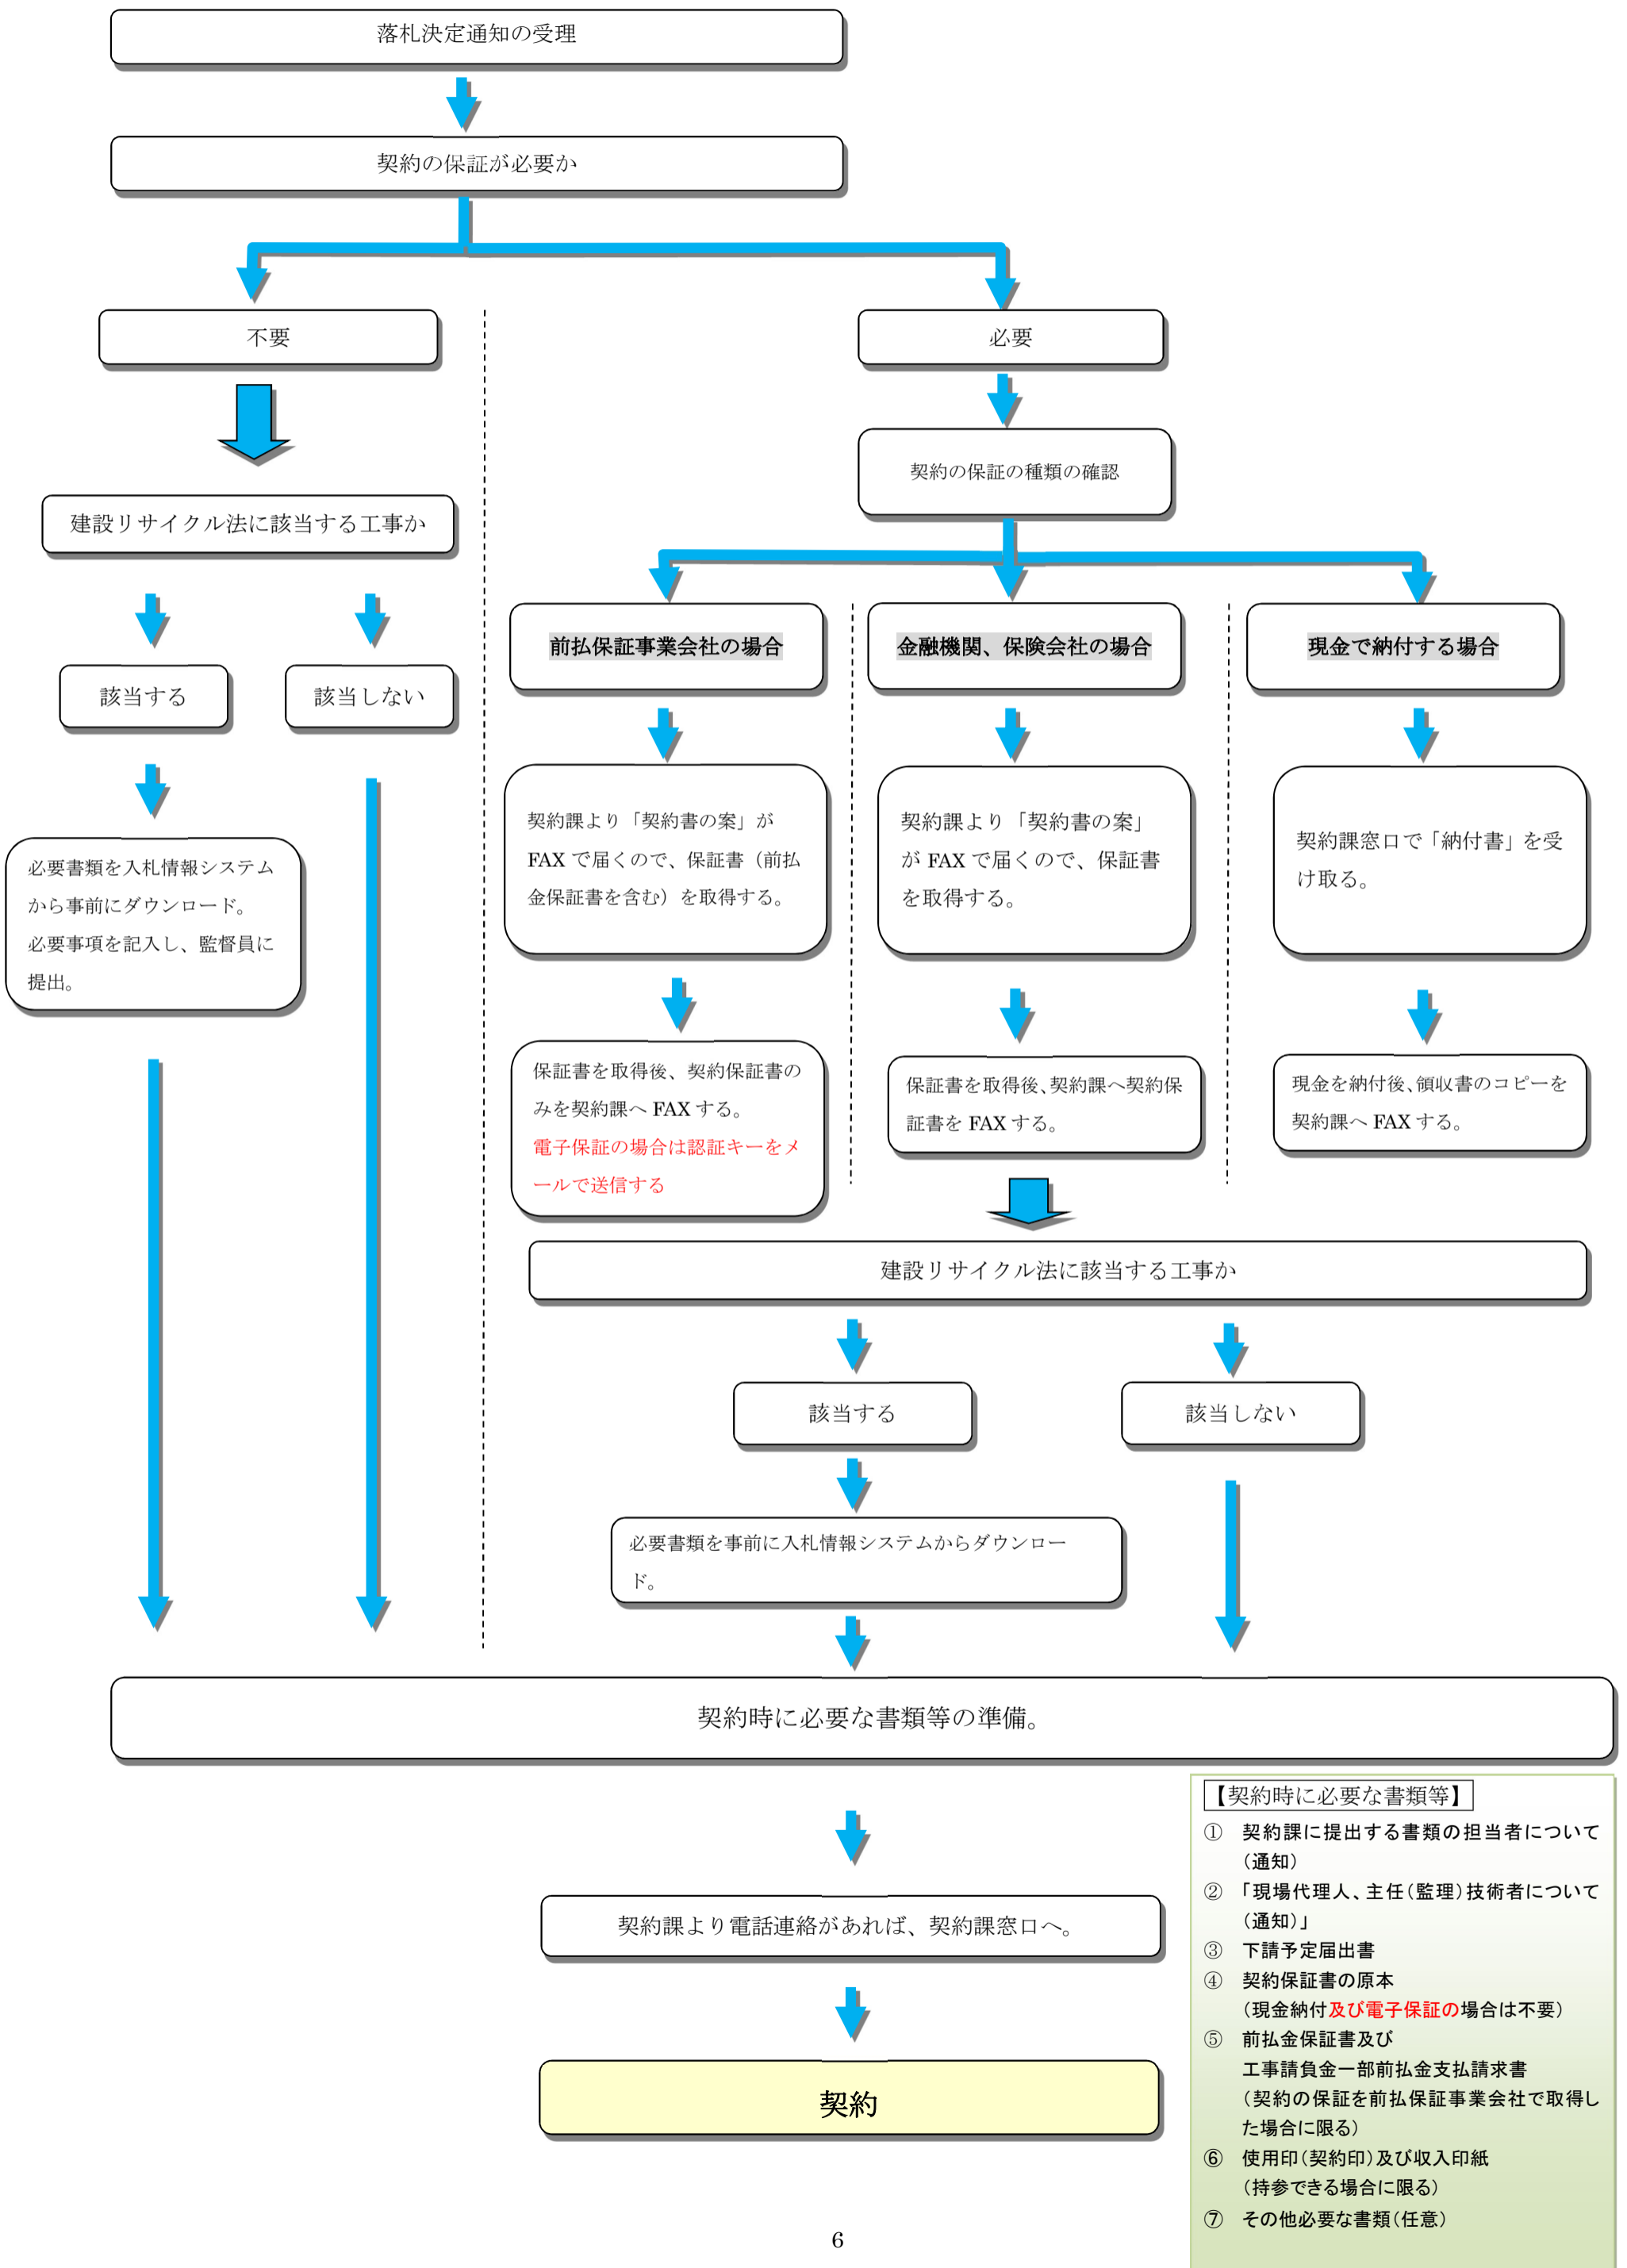 落札決定通知の受理
契約の保証が必要か
不要
必要
契約の保証の種類の確認
建設リサイクル法に該当する工事か
該当する
該当しない
必要書類を入札情報システム
から事前にダウンロード。
必要事項を記入し、監督員に
提出。
前払保証事業会社の場合
金融機関、保険会社の場合
現金で納付する場合
契約課より「契約書の案」が
FAX で届くので、保証書（前払
金保証書を含む）を取得する。
契約課より「契約書の案」
が FAX で届くので、保証書
を取得する。
契約課窓口で「納付書」を受
け取る。
保証書を取得後、契約保証書の
みを契約課へ FAX する。
電子保証の場合は認証キーをメ
ールで送信する
保証書を取得後、契約課へ契約保
証書を FAX する。
現金を納付後、領収書のコピーを
契約課へ FAX する。
建設リサイクル法に該当する工事か
該当する
該当しない
必要書類を事前に入札情報システムからダウンロー
ド。
契約時に必要な書類等の準備。
契約課より電話連絡があれば、契約課窓口へ。
契約
【契約時に必要な書類等】
① 契約課に提出する書類の担当者について
（通知）
② 「現場代理人、主任（監理）技術者について
（通知）」
③ 下請予定届出書
④ 契約保証書の原本
（現金納付及び電子保証の場合は不要）
⑤ 前払金保証書及び
工事請負金一部前払金支払請求書
（契約の保証を前払保証事業会社で取得し
た場合に限る）
⑥ 使用印（契約印）及び収入印紙
（持参できる場合に限る）
⑦ その他必要な書類（任意）
6